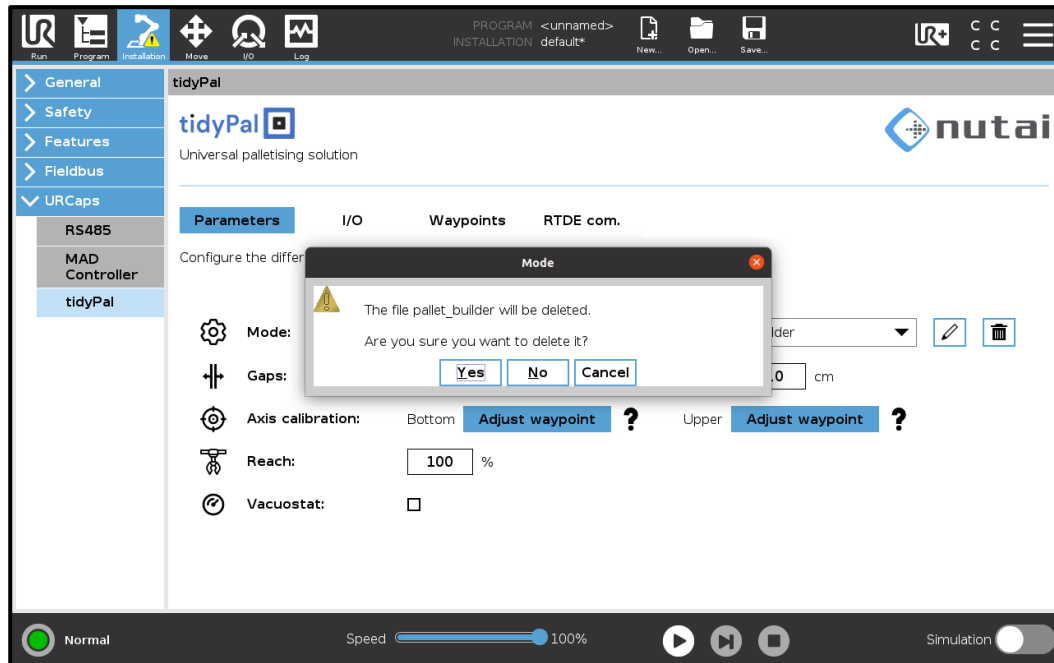 PROGRAM <unnamed>
INSTALLATION default*
Run Program Installation Move I/O Log New... Open... Save...
UR+
C C
C C
General
Safety
Features
Fieldbus
URCaps
RS485
MAD
Controller
tidyPal
tidyPal
tidyPal
nutai
Universal palletising solution
Parameters I/O Waypoints RTDE com.
Configure the differ
Mode
The file pallet_builder will be deleted.
Are you sure you want to delete it?
Yes No Cancel
Mode: lder
Gaps: .0 cm
Axis calibration: Bottom Adjust waypoint ? Upper Adjust waypoint ?
Reach: 100 %
Vacuostat:
Normal Speed 100% Simulation